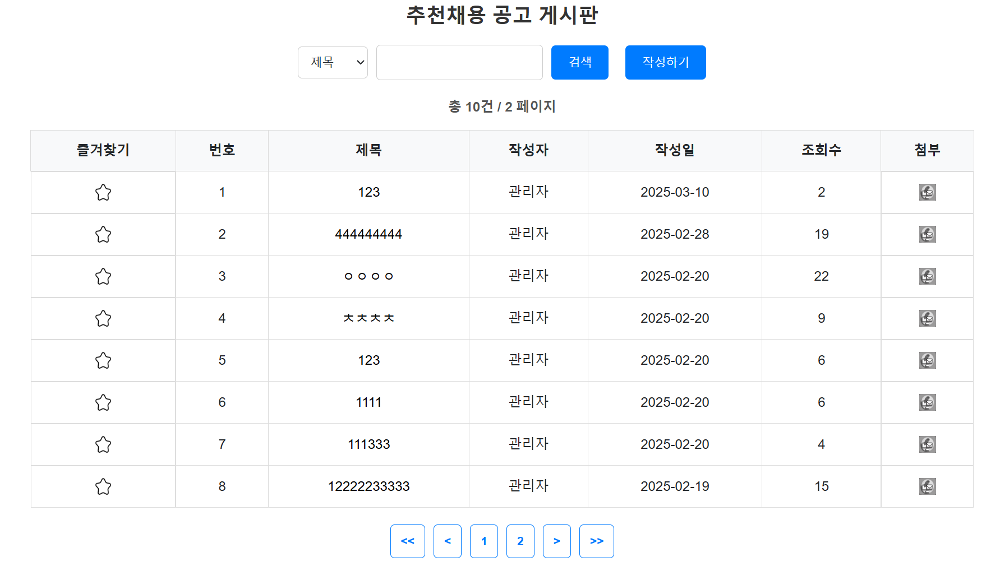 추천채용 공고 게시판
제목 검색 작성하기
총 10건 / 2 페이지
즐겨찾기 번호 제목 작성자 작성일 조회수 첨부
1 123 관리자 2025-03-10 2
2 444444444 관리자 2025-02-28 19
3 ㅇㅇㅇㅇ 관리자 2025-02-20 22
4 ㅊㅊㅊㅊ 관리자 2025-02-20 9
5 123 관리자 2025-02-20 6
6 1111 관리자 2025-02-20 6
7 111333 관리자 2025-02-20 4
8 12222233333 관리자 2025-02-19 15
<< < 1 2 > >>